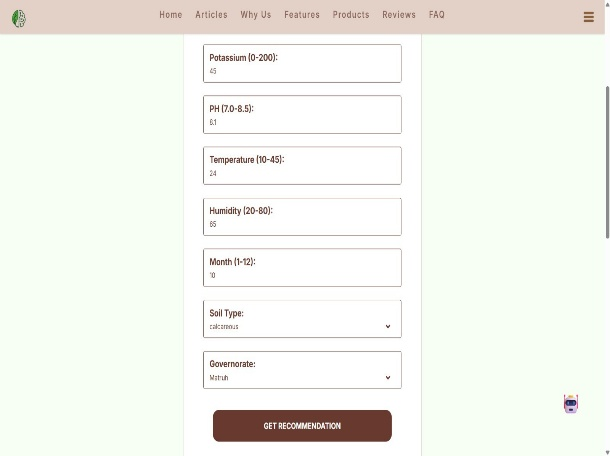 Home Articles Why Us Features Products Reviews FAQ
Potassium (0-200):
45
PH (7.0-8.5):
8.1
Temperature (10-45):
24
Humidity (20-80):
65
Month (1-12):
10
Soil Type:
calcareous
Governorate:
Matruh
GET RECOMMENDATION